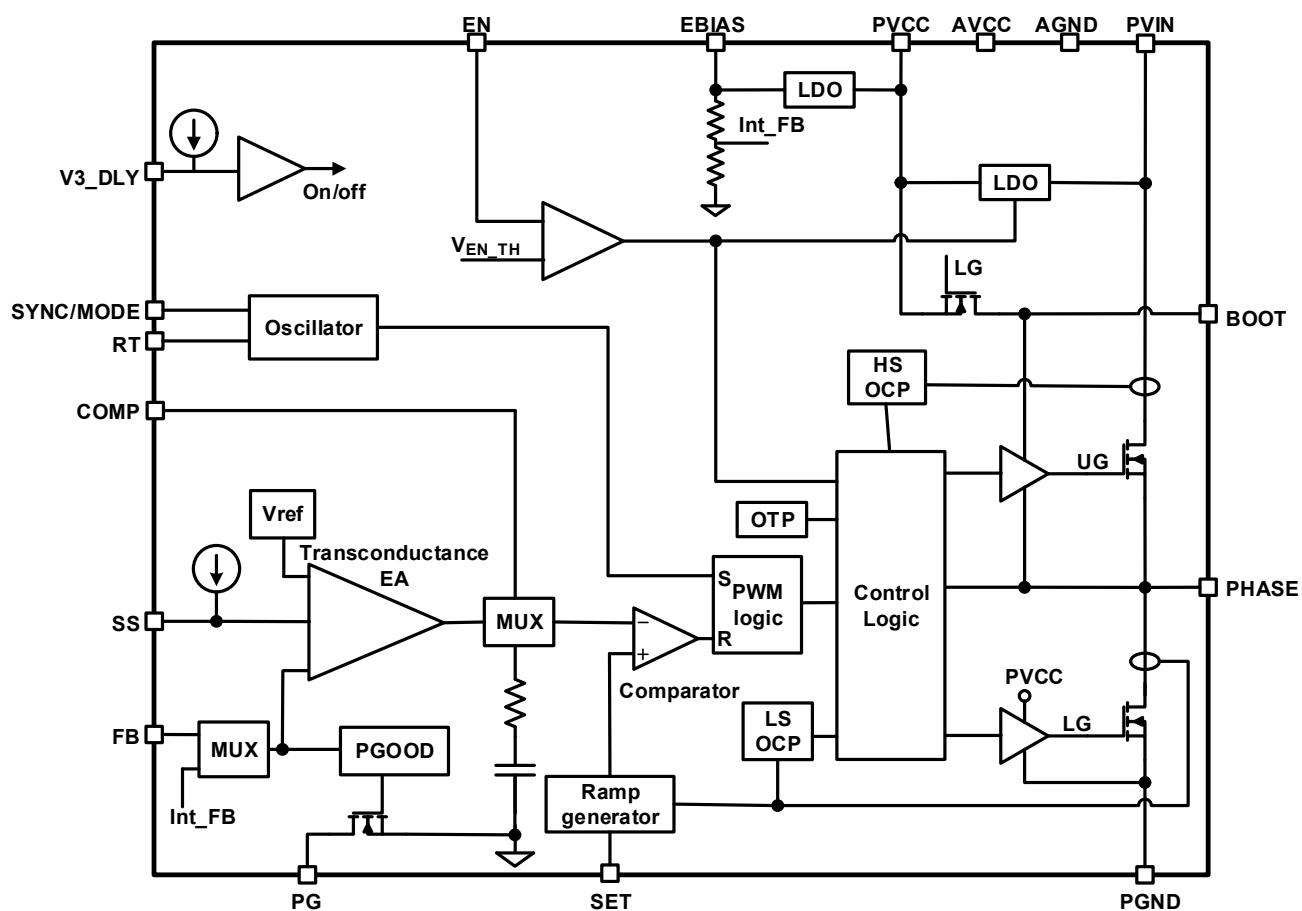 EN
EBIAS
PVCC
AVCC
AGND
PVIN
LDO
Int_FB
V3_DLY
On/off
LDO
VEN_TH
LG
SYNC/MODE
RT
Oscillator
BOOT
HS
OCP
COMP
UG
Vref
OTP
Transconductance
EA
S
PWM
logic
R
Control
Logic
PHASE
SS
MUX
−
+
Comparator
PVCC
FB
MUX
PGOOD
LS
OCP
LG
Int_FB
Ramp
generator
PG
SET
PGND